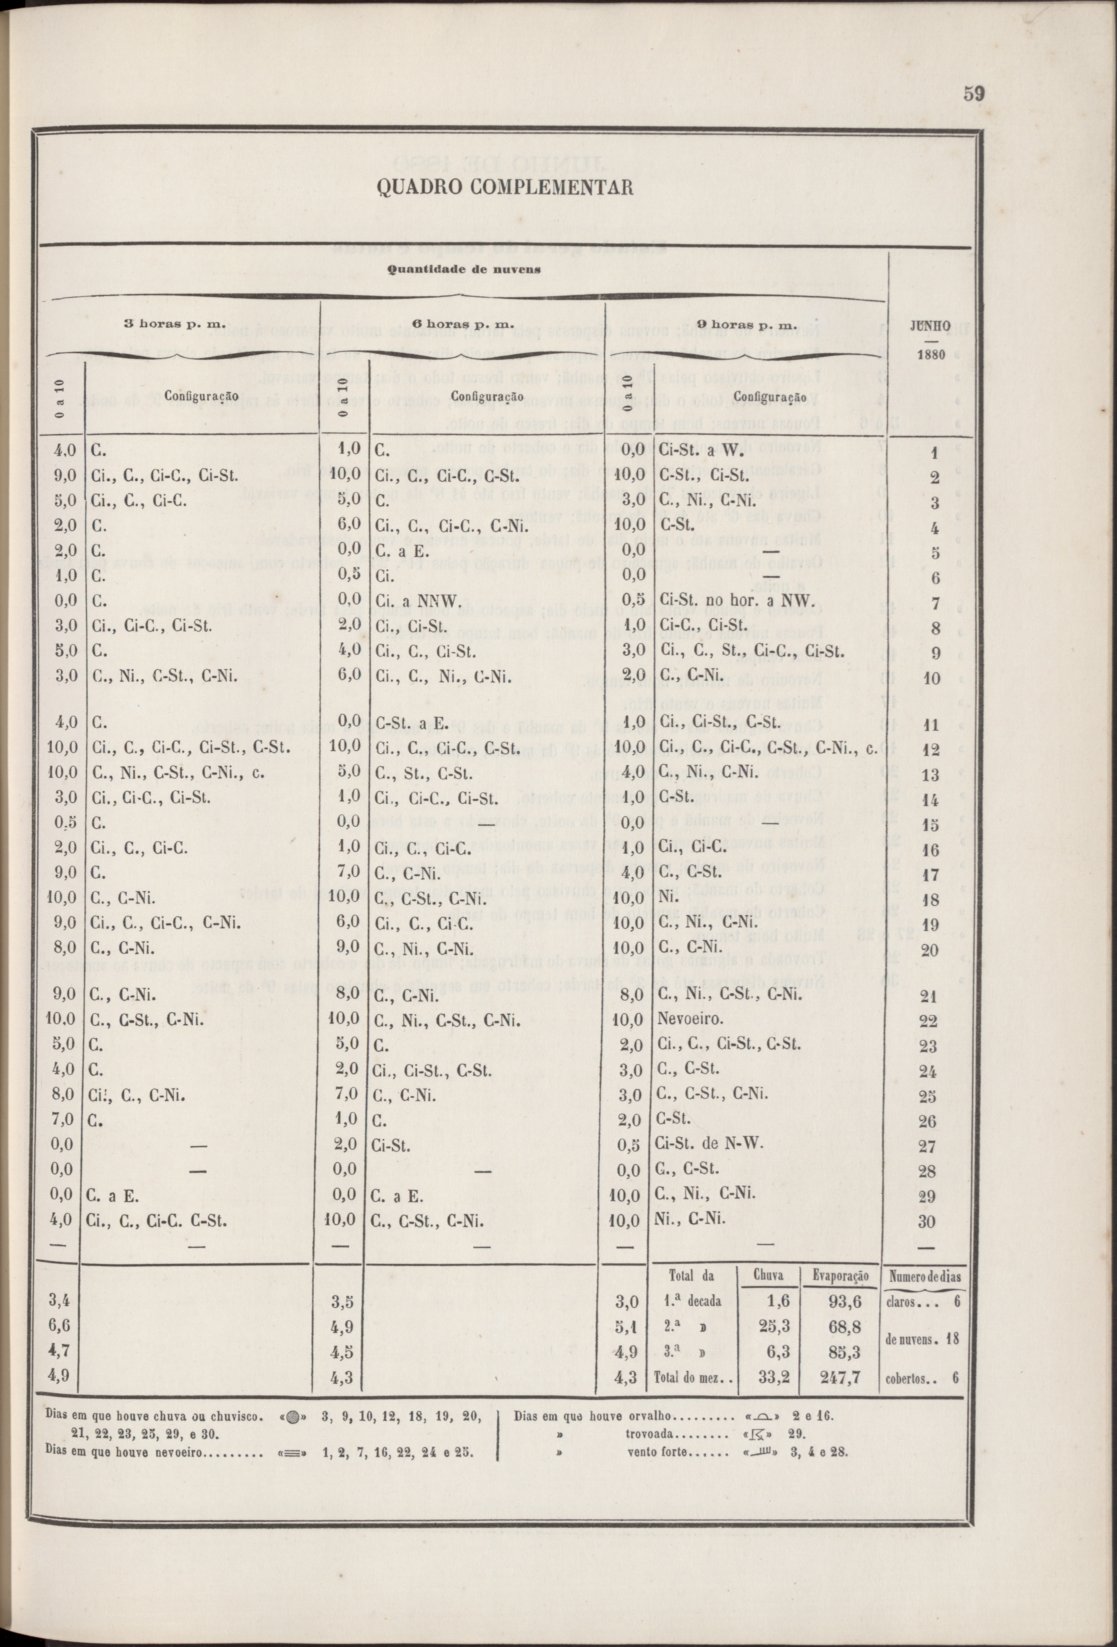 59
QUADRO COMPLEMENTAR
Quantidade de nuvens
3 horas p. m. 6 horas p. m. 9 horas p. m. JUNHO
—
1880
0 a 10 Configuração 0 a 10 Configuração 0 a 10 Configuração
4,0 C. 1,0 C. 0,0 Ci-St. a W. 1
9,0 Ci., C., Ci-C., Ci-St. 10,0 Ci., C., Ci-C., C-St. 10,0 C-St., Ci-St. 2
5,0 Ci., C., Ci-C. 5,0 C. 3,0 C., Ni., C-Ni. 3
2,0 C. 6,0 Ci., C., Ci-C., C-Ni. 10,0 C-St. 4
2,0 C. 0,0 C. a E. 0,0 — 5
1,0 C. 0,5 Ci. 0,0 — 6
0,0 C. 0,0 Ci. a NNW. 0,5 Ci-St. no hor. a NW. 7
3,0 Ci., Ci-C., Ci-St. 2,0 Ci., Ci-St. 1,0 Ci-C., Ci-St. 8
5,0 C. 4,0 Ci., C., Ci-St. 3,0 Ci., C., St., Ci-C., Ci-St. 9
3,0 C., Ni., C-St., C-Ni. 6,0 Ci., C., Ni., C-Ni. 2,0 C., C-Ni. 10
4,0 C. 0,0 C-St. a E. 1,0 Ci., Ci-St., C-St. 11
10,0 Ci., C., Ci-C., Ci-St., C-St. 10,0 Ci., C., Ci-C., C-St. 10,0 Ci., C., Ci-C., C-St., C-Ni., c. 12
10,0 C., Ni., C-St., C-Ni., c. 5,0 C., St., C-St. 4,0 C., Ni., C-Ni. 13
3,0 Ci., Ci-C., Ci-St. 1,0 Ci., Ci-C., Ci-St. 1,0 C-St. 14
0,5 C. 0,0 — 0,0 — 15
2,0 Ci., C., Ci-C. 1,0 Ci., C., Ci-C. 1,0 Ci., Ci-C. 16
9,0 C. 7,0 C., C-Ni. 4,0 C., C-St. 17
10,0 C., C-Ni. 10,0 C., C-St., C-Ni. 10,0 Ni. 18
9,0 Ci., C., Ci-C., C-Ni. 6,0 Ci., C., Ci-C. 10,0 C., Ni., C-Ni. 19
8,0 C., C-Ni. 9,0 C., Ni., C-Ni. 10,0 C., C-Ni. 20
9,0 C., C-Ni. 8,0 C., C-Ni. 8,0 C., Ni., C-St., C-Ni. 21
10,0 C., C-St., C-Ni. 10,0 C., Ni., C-St., C-Ni. 10,0 Nevoeiro. 22
5,0 C. 5,0 C. 2,0 Ci., C., Ci-St., C-St. 23
4,0 C. 2,0 Ci., Ci-St., C-St. 3,0 C., C-St. 24
8,0 Ci., C., C-Ni. 7,0 C., C-Ni. 3,0 C., C-St., C-Ni. 25
7,0 C. 1,0 C. 2,0 C-St. 26
0,0 — 2,0 Ci-St. 0,5 Ci-St. de N-W. 27
0,0 — 0,0 — 0,0 C., C-St. 28
0,0 C. a E. 0,0 C. a E. 10,0 C., Ni., C-Ni. 29
4,0 Ci., C., Ci-C. C-St. 10,0 C., C-St., C-Ni. 10,0 Ni., C-Ni. 30
— — — — — — —
Total da Chuva Evaporação Numero de dias
3,4 3,5 3,0 1.ª decada 1,6 93,6 claros... 6
6,6 4,9 5,1 2.ª » 25,3 68,8
de nuvens. 18
4,7 4,5 4,9 3.ª » 6,3 85,3
4,9 4,3 4,3 Total do mez.. 33,2 247,7 cobertos.. 6
Dias em que houve chuva ou chuvisco. «●» 3, 9, 10, 12, 18, 19, 20,
21, 22, 23, 25, 29, e 30.
Dias em que houve nevoeiro......... «≡» 1, 2, 7, 16, 22, 24 e 25.
Dias em que houve orvalho......... «⌓» 2 e 16.
» trovoada........ «K» 29.
» vento forte...... «» 3, 4 e 28.